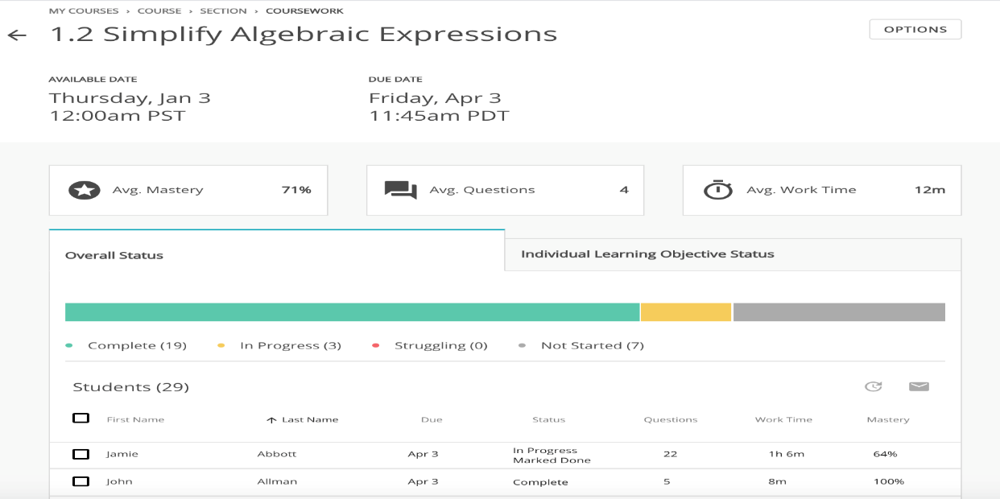 MY COURSES › COURSE › SECTION › COURSEWORK
1.2 Simplify Algebraic Expressions
OPTIONS
AVAILABLE DATE
Thursday, Jan 3
12:00am PST
DUE DATE
Friday, Apr 3
11:45am PDT
Avg. Mastery 71%
Avg. Questions 4
Avg. Work Time 12m
Overall Status
Individual Learning Objective Status
Complete (19) In Progress (3) Struggling (0) Not Started (7)
Students (29)
First Name Last Name Due Status Questions Work Time Mastery
Jamie Abbott Apr 3 In Progress Marked Done 22 1h 6m 64%
John Allman Apr 3 Complete 5 8m 100%